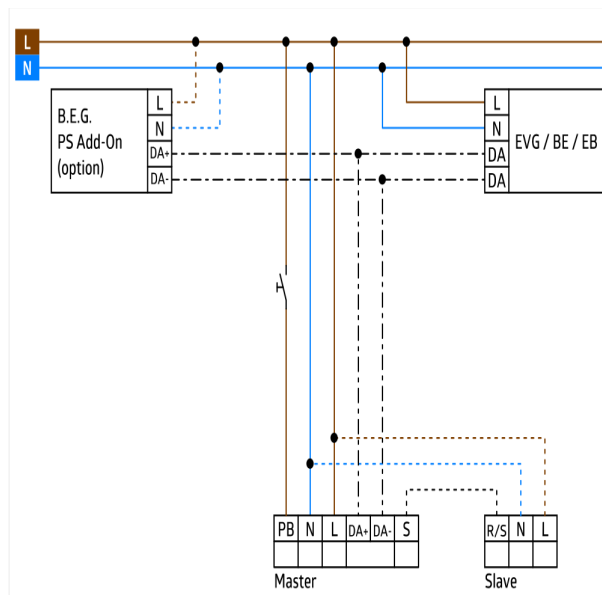 L
N
B.E.G.
PS Add-On
(option)
L
N
DA+
DA-
L
N
DA
DA
EVG / BE / EB
PB N L DA+ DA- S
R/S N L
Master
Slave